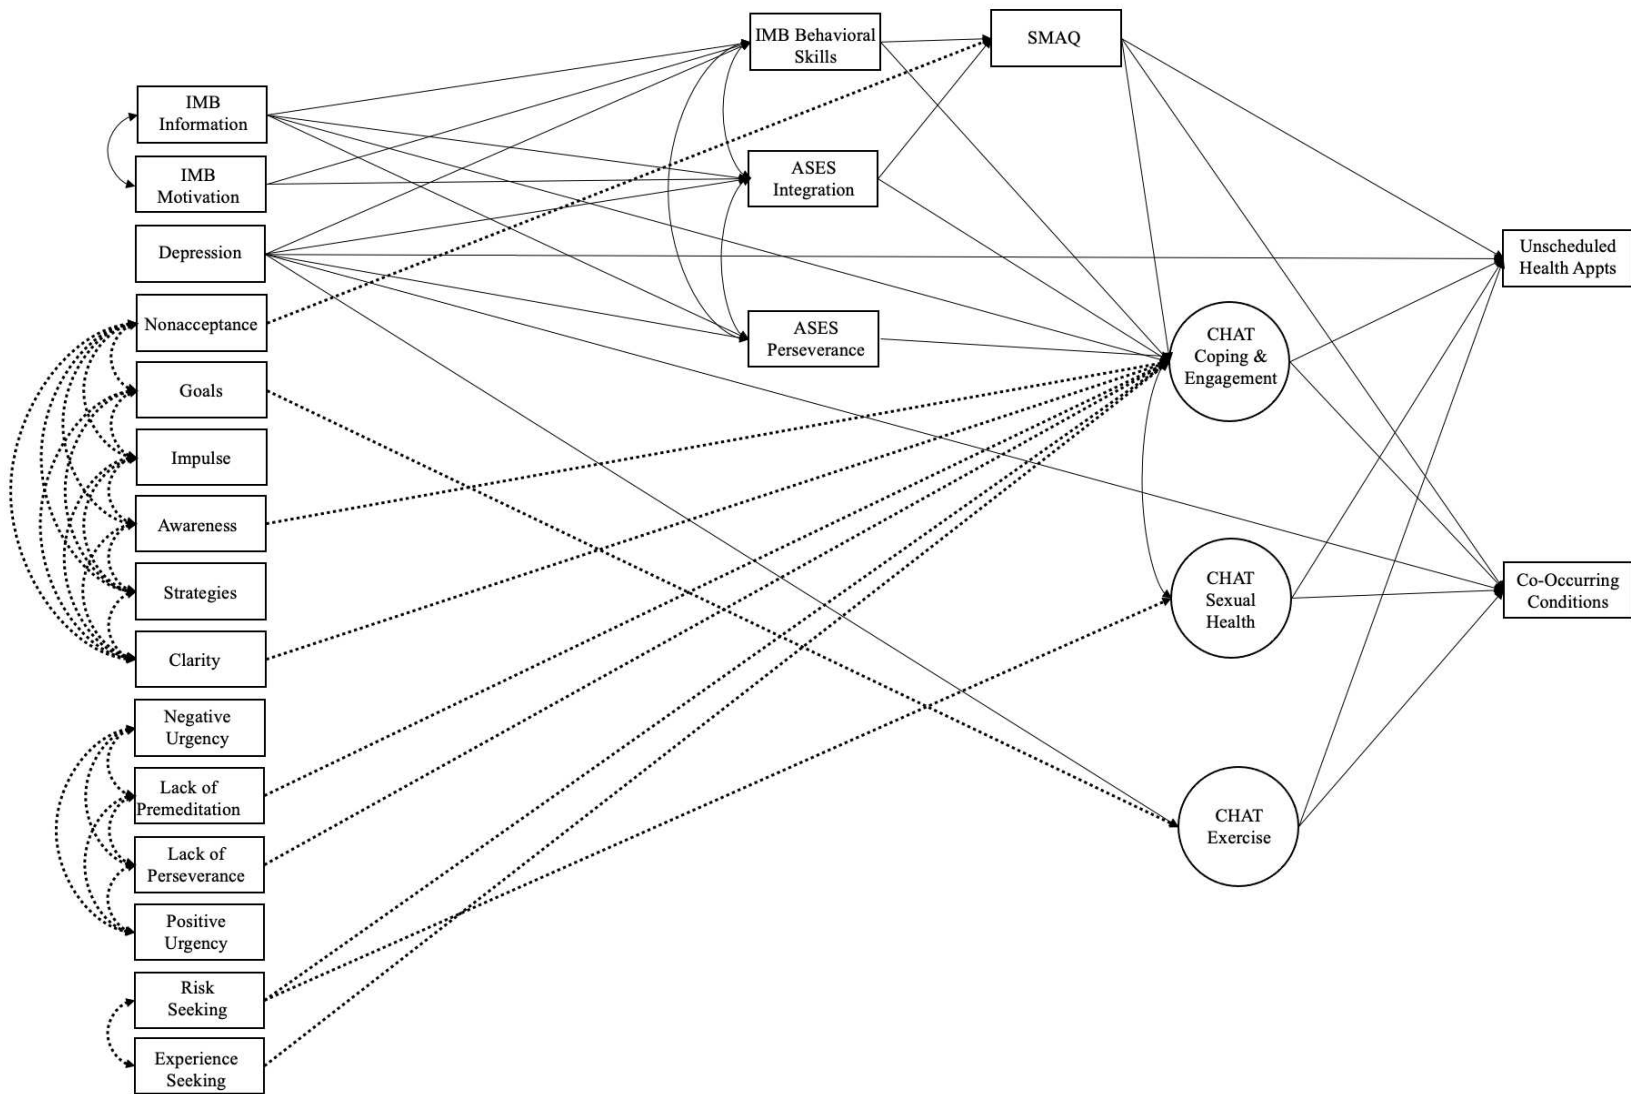 IMB
Information
IMB
Motivation
Depression
Nonacceptance
Goals
Impulse
Awareness
Strategies
Clarity
Negative
Urgency
Lack of
Premeditation
Lack of
Perseverance
Positive
Urgency
Risk
Seeking
Experience
Seeking
IMB Behavioral
Skills
ASES
Integration
ASES
Perseverance
SMAQ
CHAT
Coping &
Engagement
CHAT
Sexual
Health
CHAT
Exercise
Unscheduled
Health Appts
Co-Occurring
Conditions